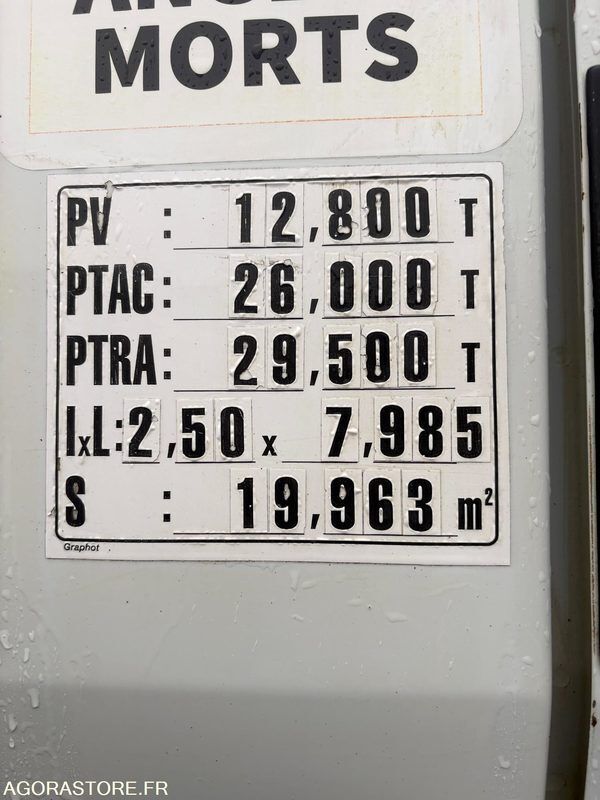 MORTS
PV : 12,800 T
PTAC : 26,000 T
PTRA : 29,500 T
lxL: 2,50 x 7,985
S : 19,963 m²
Graphot
AGORASTORE.FR